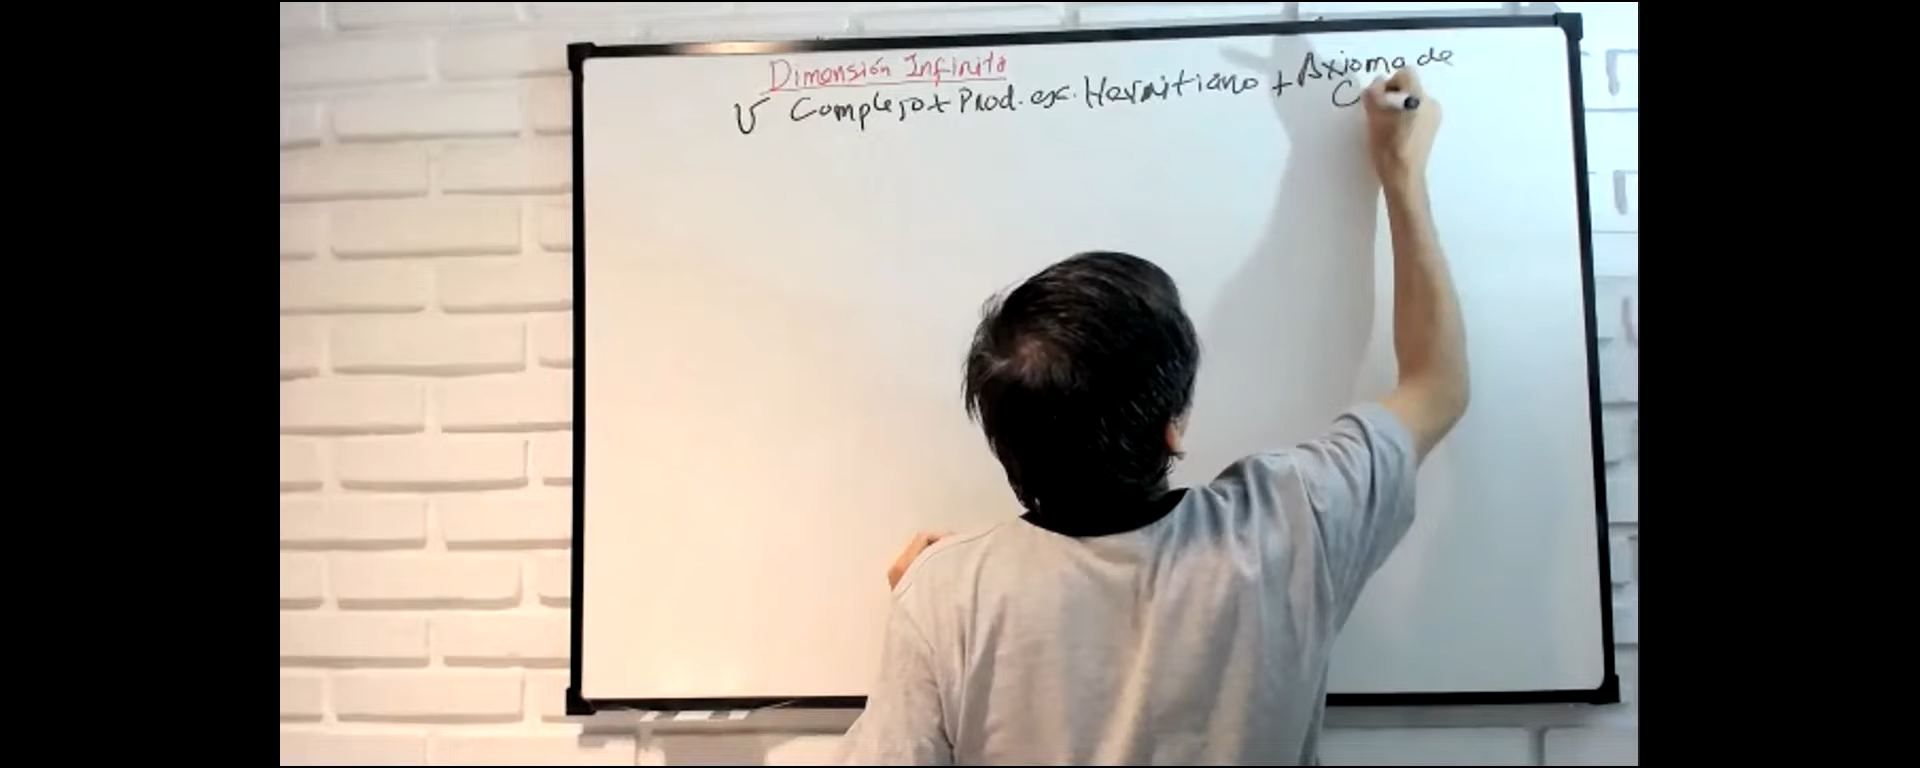 Dimensión Infinita
V Complejo + Prod. esc. Hermitiano + Axioma de
C